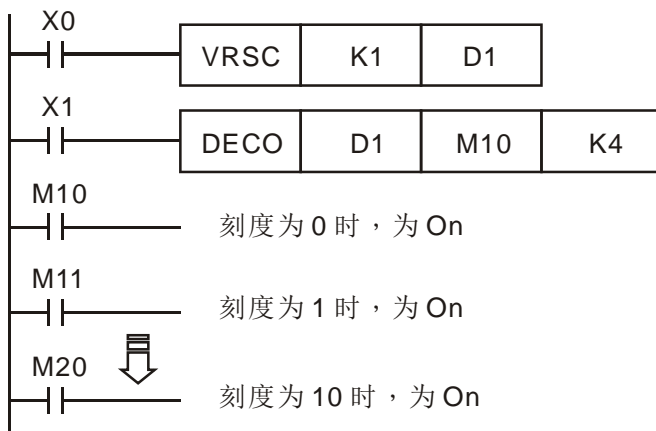 X0
VRSC K1 D1
X1
DECO D1 M10 K4
M10
刻度为 0 时，为 On
M11
刻度为 1 时，为 On
M20
刻度为 10 时，为 On